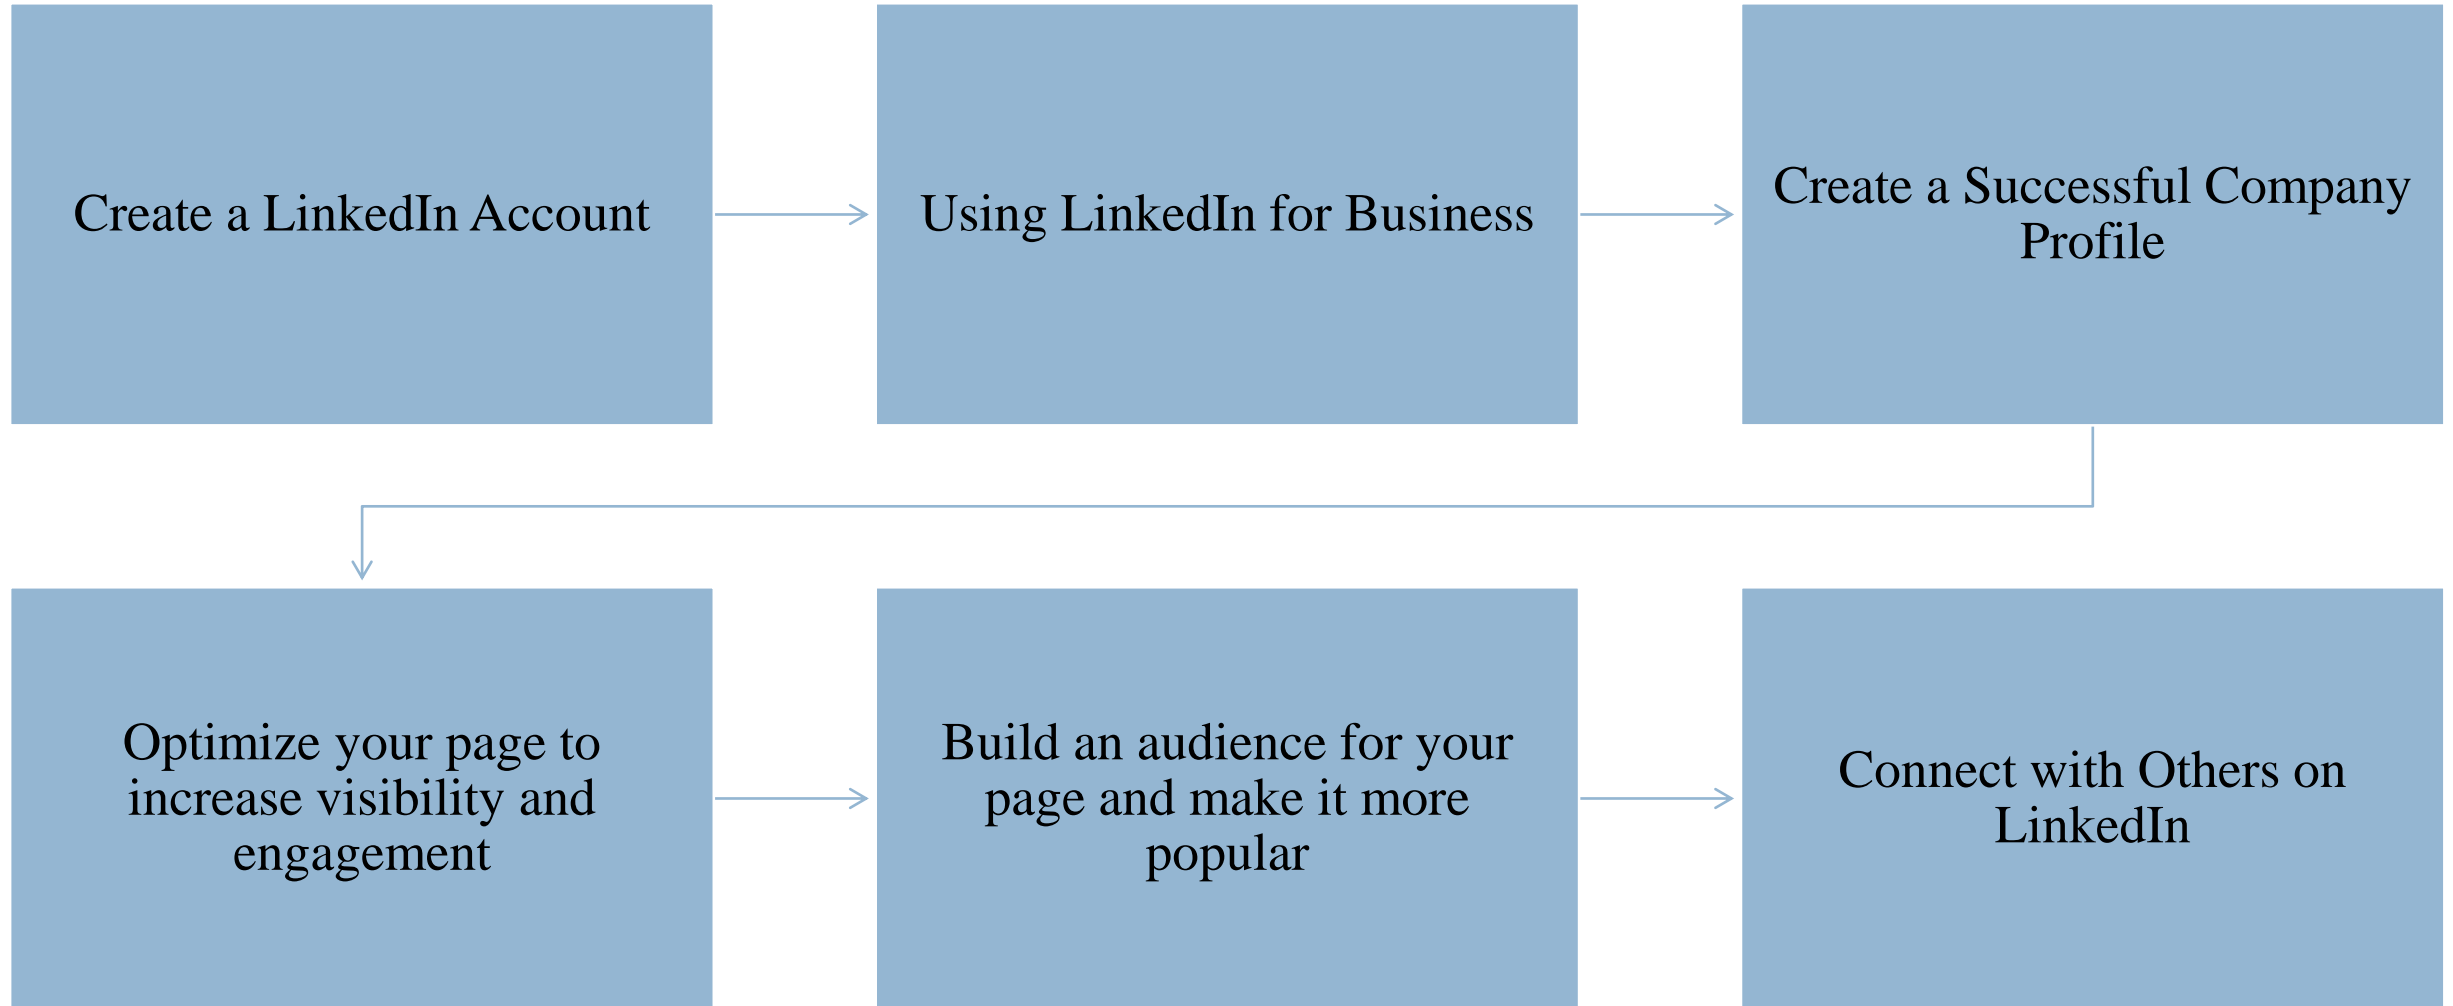 Create a LinkedIn Account
Using LinkedIn for Business
Create a Successful Company
Profile
Optimize your page to
increase visibility and
engagement
Build an audience for your
page and make it more
popular
Connect with Others on
LinkedIn